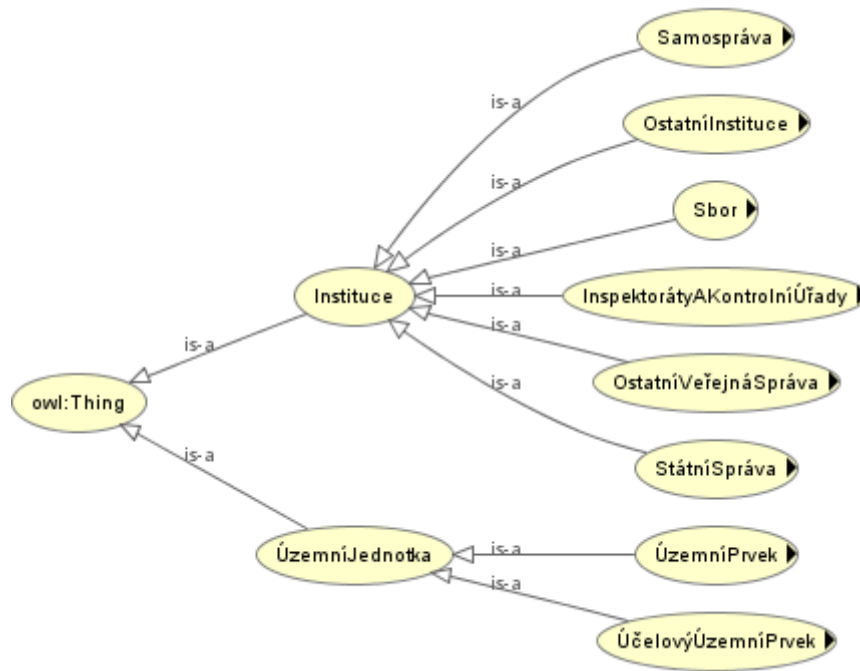 Samospráva
is-a
OstatníInstituce
is-a
Sbor
is-a
Instituce
is-a
InspektorátyAKontrolníÚřady
is-a
is-a
OstatníVeřejnáSpráva
is-a
owl:Thing
is-a
StátníSpráva
is-a
ÚzemníJednotka
is-a
ÚzemníPrvek
is-a
ÚčelovýÚzemníPrvek